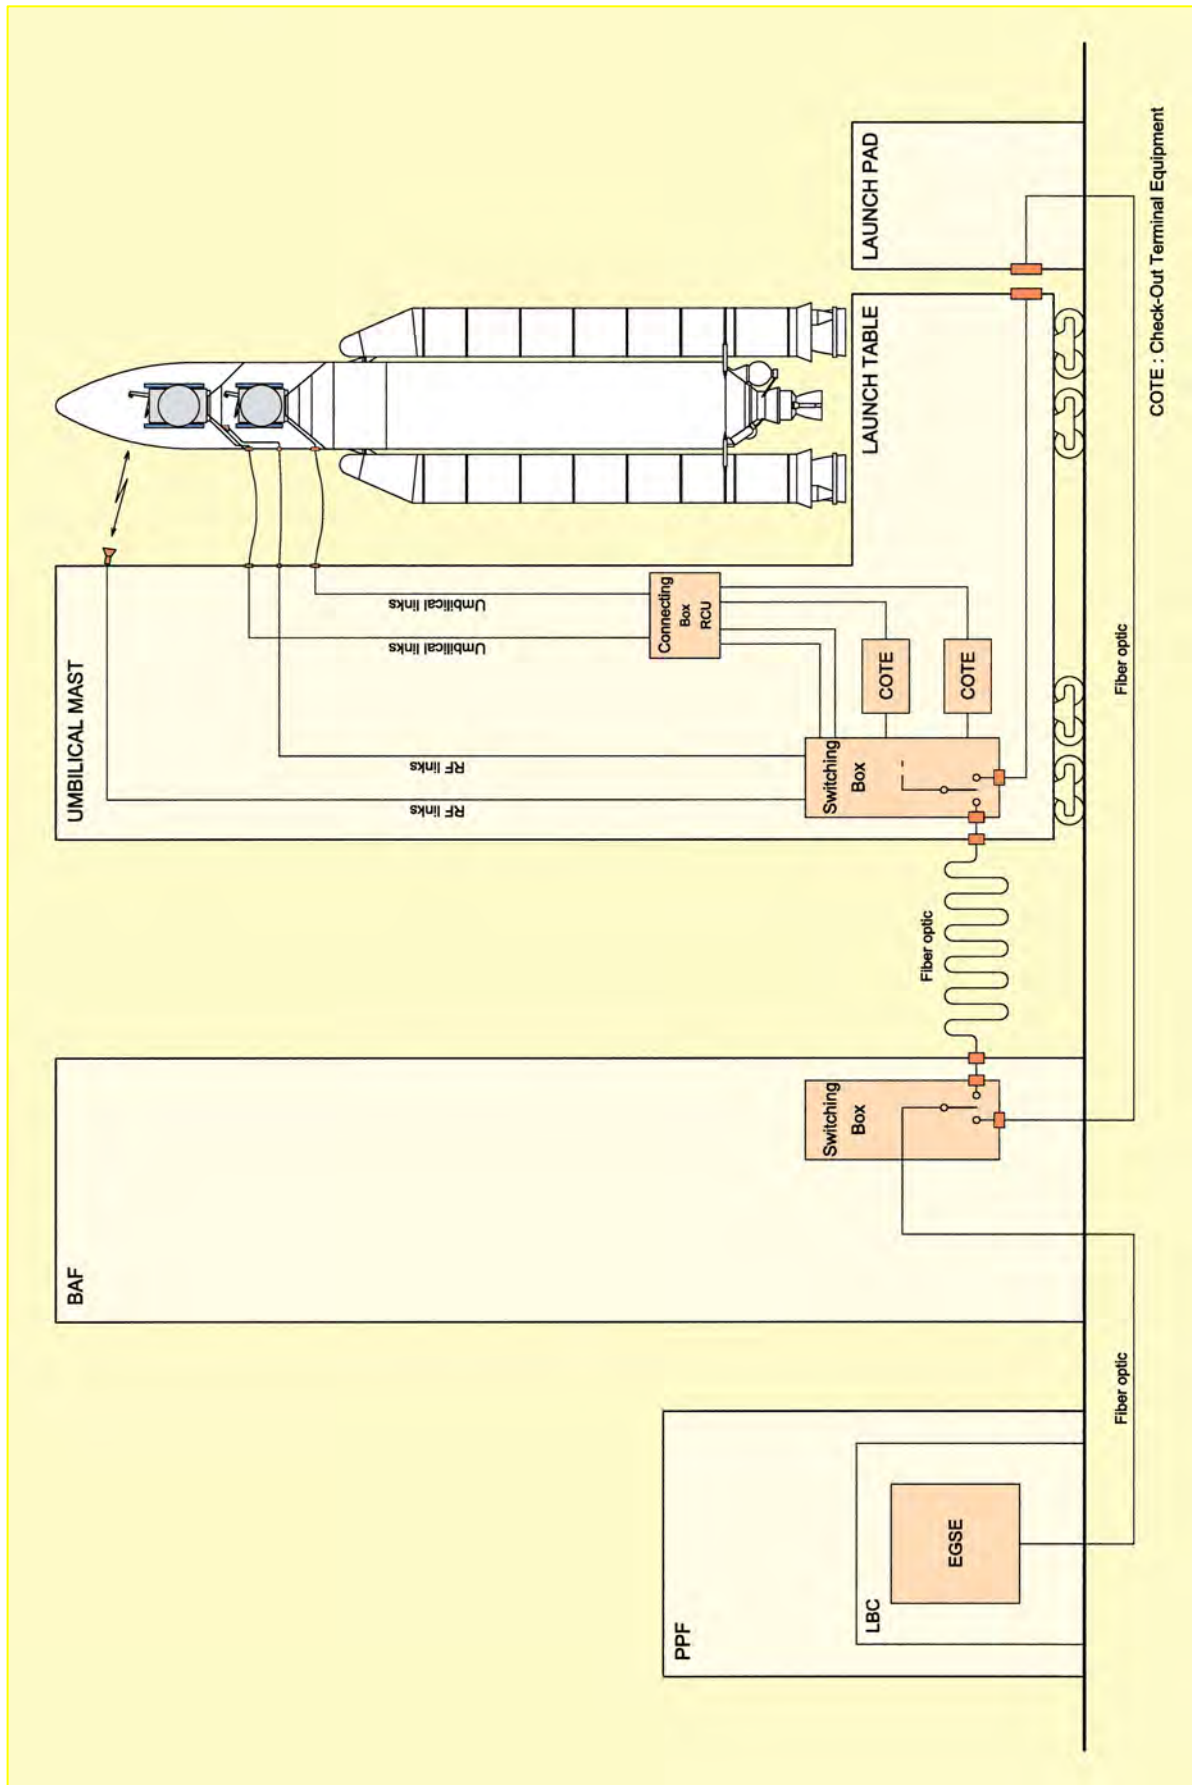 PPF
LBC
EGSE
Fiber optic
BAF
Switching
Box
Fiber optic
UMBILICAL MAST
RF links
RF links
Umbilical links
Umbilical links
Connecting
Box
RCU
COTE
COTE
Switching
Box
LAUNCH TABLE
LAUNCH PAD
Fiber optic
COTE : Check-Out Terminal Equipment